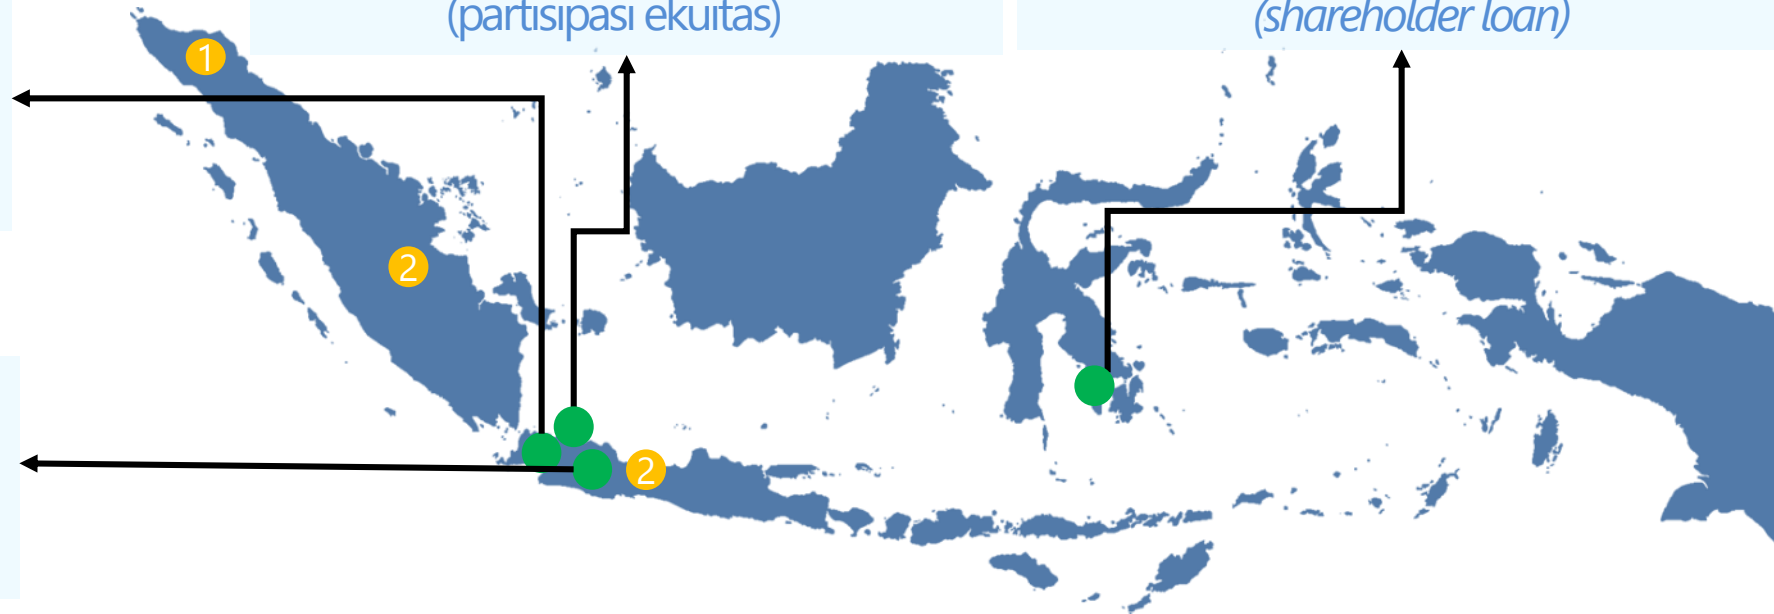 (partisipasi ekuitas)
(shareholder loan)
1
2
2